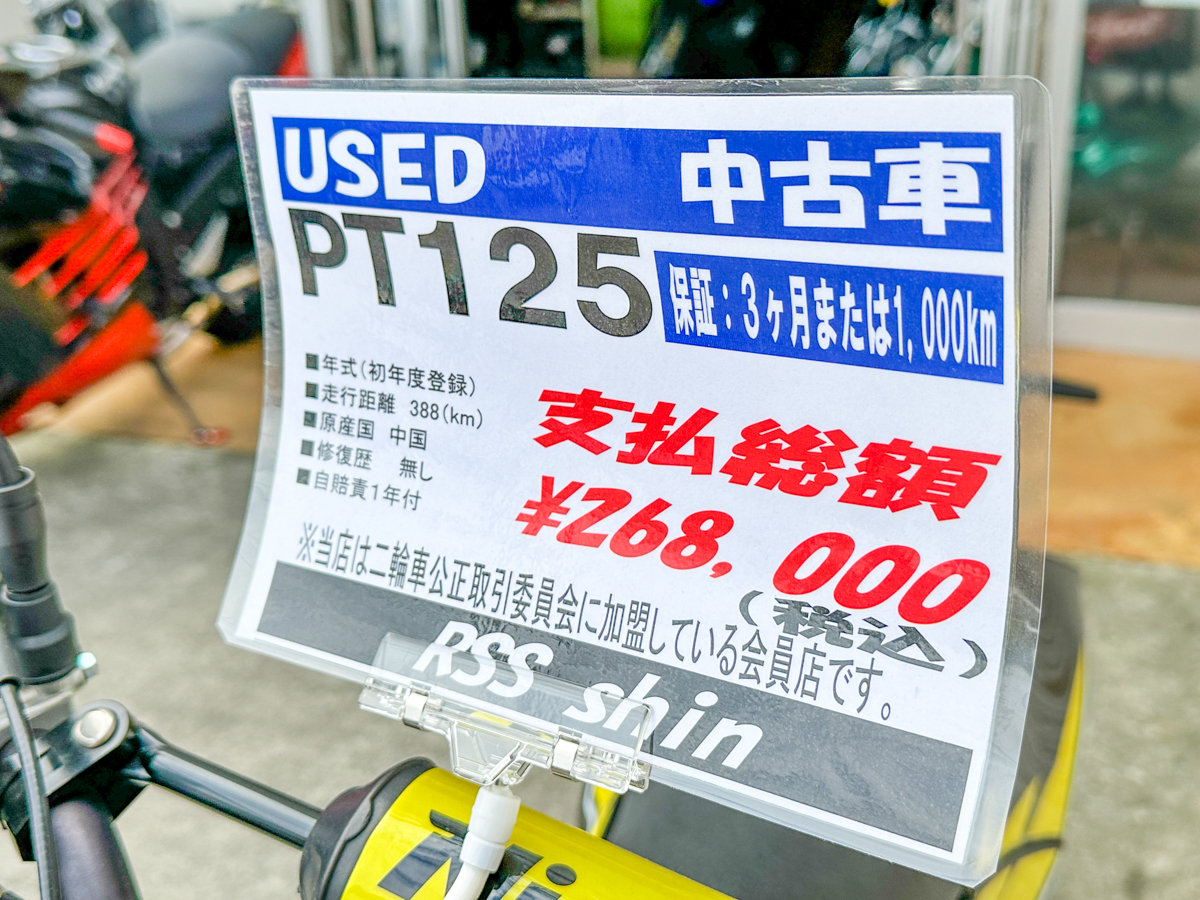 USED 中古車
PT125
保証：3ヶ月または1,000km
■年式(初年度登録)
■走行距離 388(km)
■原産国 中国
■修復歴 無し
■自賠責1年付
支払総額
¥268,000
(税込)
※当店は二輪車公正取引委員会に加盟している会員店です。
RSS shin